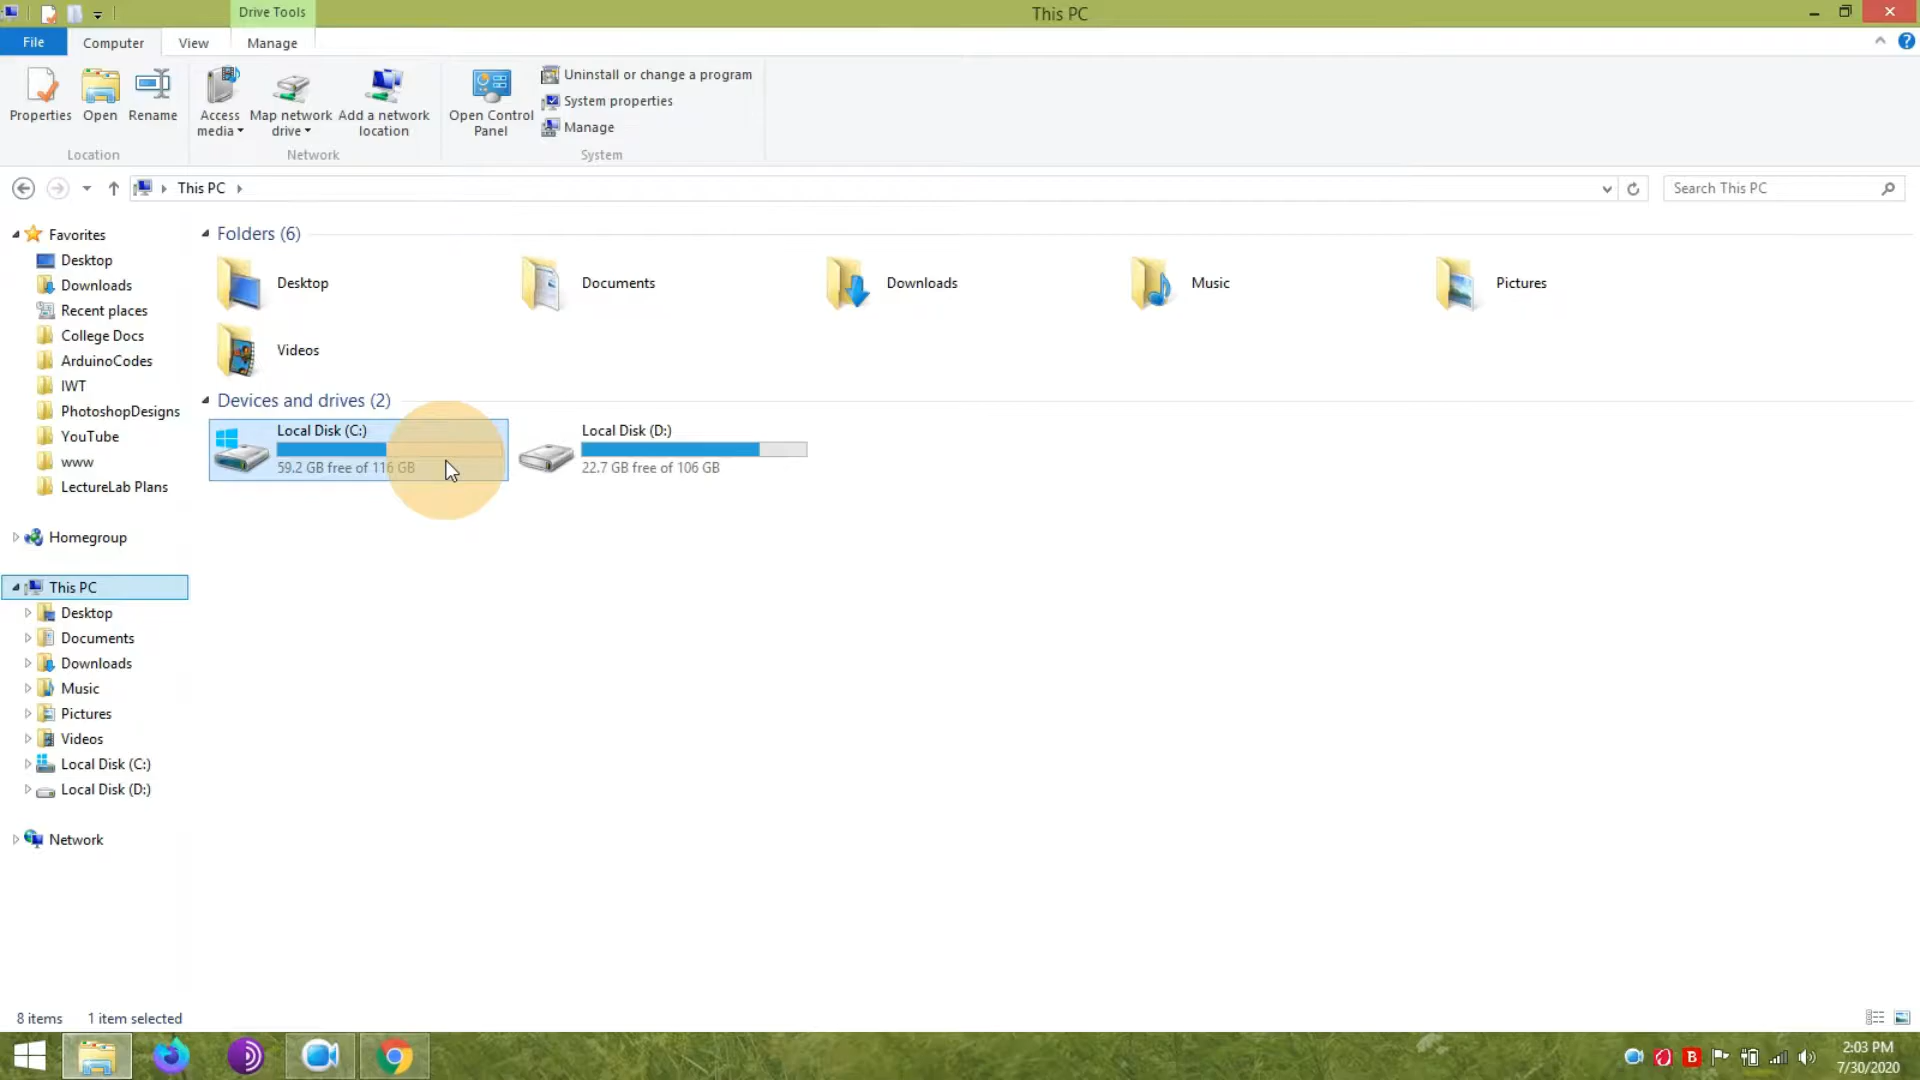 Drive Tools
This PC
File
Computer
View
Manage
Properties
Open
Rename
Access media
Map network drive
Add a network location
Open Control Panel
Uninstall or change a program
System properties
Manage
Location
Network
System
This PC
Search This PC
Favorites
Desktop
Downloads
Recent places
College Docs
ArduinoCodes
IWT
PhotoshopDesigns
YouTube
www
LectureLab Plans
Homegroup
This PC
Desktop
Documents
Downloads
Music
Pictures
Videos
Local Disk (C:)
Local Disk (D:)
Network
Folders (6)
Desktop
Documents
Downloads
Music
Pictures
Videos
Devices and drives (2)
Local Disk (C:)
59.2 GB free of 116 GB
Local Disk (D:)
22.7 GB free of 106 GB
8 items
1 item selected
B
2:03 PM
7/30/2020